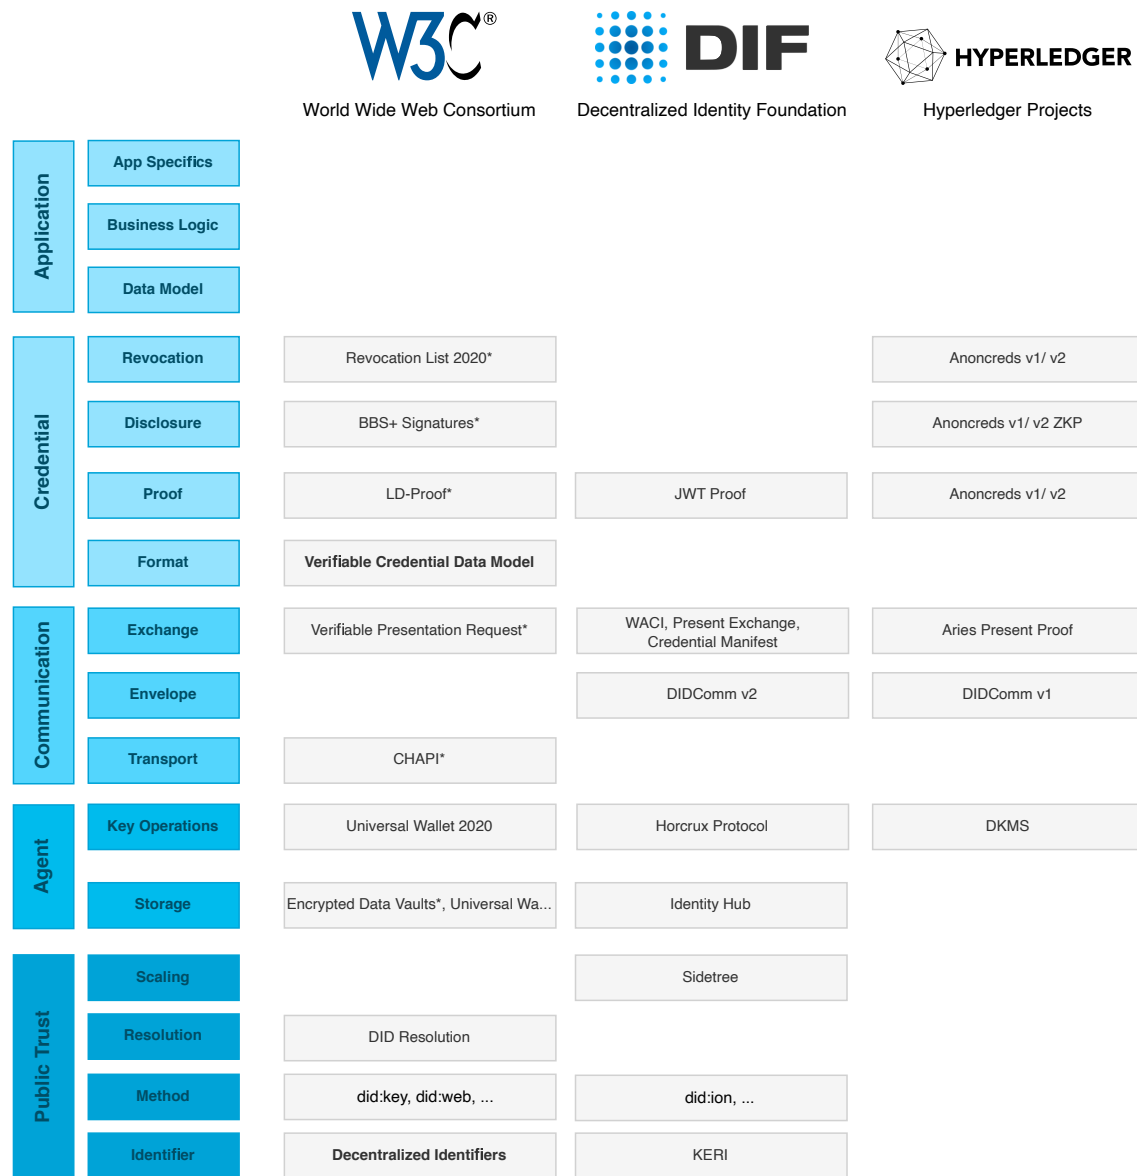 W3C®
DIF
HYPERLEDGER
World Wide Web Consortium
Decentralized Identity Foundation
Hyperledger Projects
Application
App Specifics
Business Logic
Data Model
Credential
Revocation
Revocation List 2020*
Anoncreds v1/ v2
Disclosure
BBS+ Signatures*
Anoncreds v1/ v2 ZKP
Proof
LD-Proof*
JWT Proof
Anoncreds v1/ v2
Format
Verifiable Credential Data Model
Communication
Exchange
Verifiable Presentation Request*
WACI, Present Exchange,
Credential Manifest
Aries Present Proof
Envelope
DIDComm v2
DIDComm v1
Transport
CHAPI*
Agent
Key Operations
Universal Wallet 2020
Horcrux Protocol
DKMS
Storage
Encrypted Data Vaults*, Universal Wa...
Identity Hub
Public Trust
Scaling
Sidetree
Resolution
DID Resolution
Method
did:key, did:web, ...
did:ion, ...
Identifier
Decentralized Identifiers
KERI